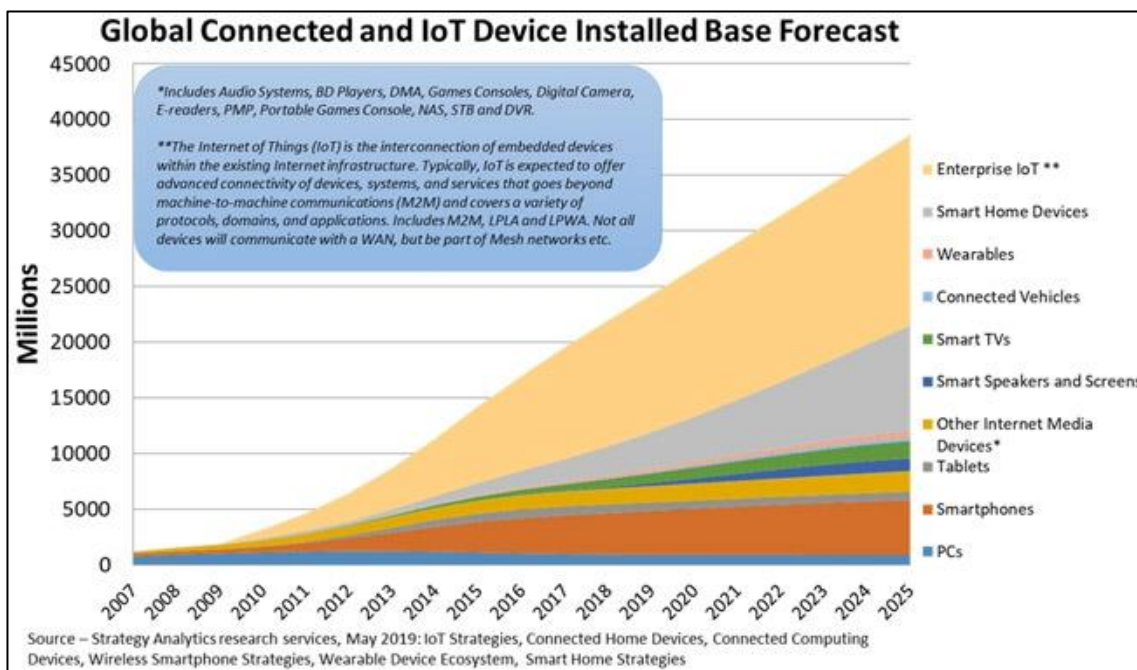 Global Connected and IoT Device Installed Base Forecast
45000
40000
35000
30000
25000
20000
15000
10000
5000
0
Millions
*Includes Audio Systems, BD Players, DMA, Games Consoles, Digital Camera,
E-readers, PMP, Portable Games Console, NAS, STB and DVR.
**The Internet of Things (IoT) is the interconnection of embedded devices
within the existing Internet infrastructure. Typically, IoT is expected to offer
advanced connectivity of devices, systems, and services that goes beyond
machine-to-machine communications (M2M) and covers a variety of
protocols, domains, and applications. Includes M2M, LPLA and LPWA. Not all
devices will communicate with a WAN, but be part of Mesh networks etc.
Enterprise IoT **
Smart Home Devices
Wearables
Connected Vehicles
Smart TVs
Smart Speakers and Screens
Other Internet Media
Devices*
Tablets
Smartphones
PCs
2007 2008 2009 2010 2011 2012 2013 2014 2015 2016 2017 2018 2019 2020 2021 2022 2023 2024 2025
Source – Strategy Analytics research services, May 2019: IoT Strategies, Connected Home Devices, Connected Computing
Devices, Wireless Smartphone Strategies, Wearable Device Ecosystem, Smart Home Strategies